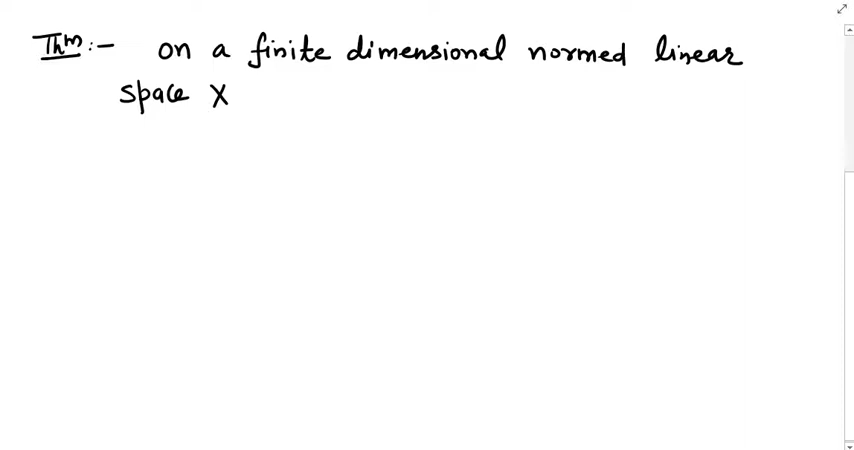 Thm:- on a finite dimensional normed linear
space X